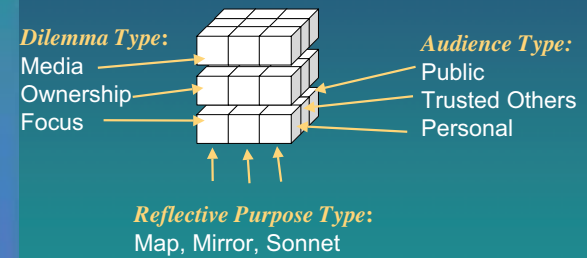 Dilemma Type:
Media
Ownership
Focus
Audience Type:
Public
Trusted Others
Personal
Reflective Purpose Type:
Map, Mirror, Sonnet